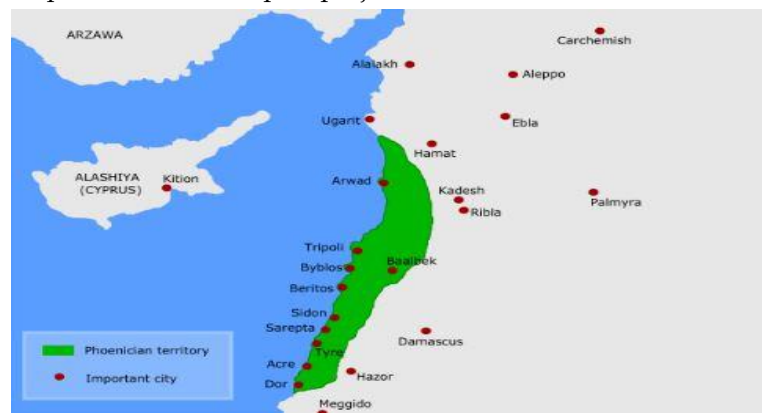 ARZAWA
Carchemish
Alalakh
Aleppo
Ugarit
Ebla
Hamat
ALASHIYA
(CYPRUS)
Kition
Arwad
Kadesh
Ribla
Palmyra
Tripoli
Byblos
Baalbek
Beritos
Sidon
Sarepta
Tyre
Damascus
Phoenician territory
Acre
Important city
Hazor
Dor
Meggido